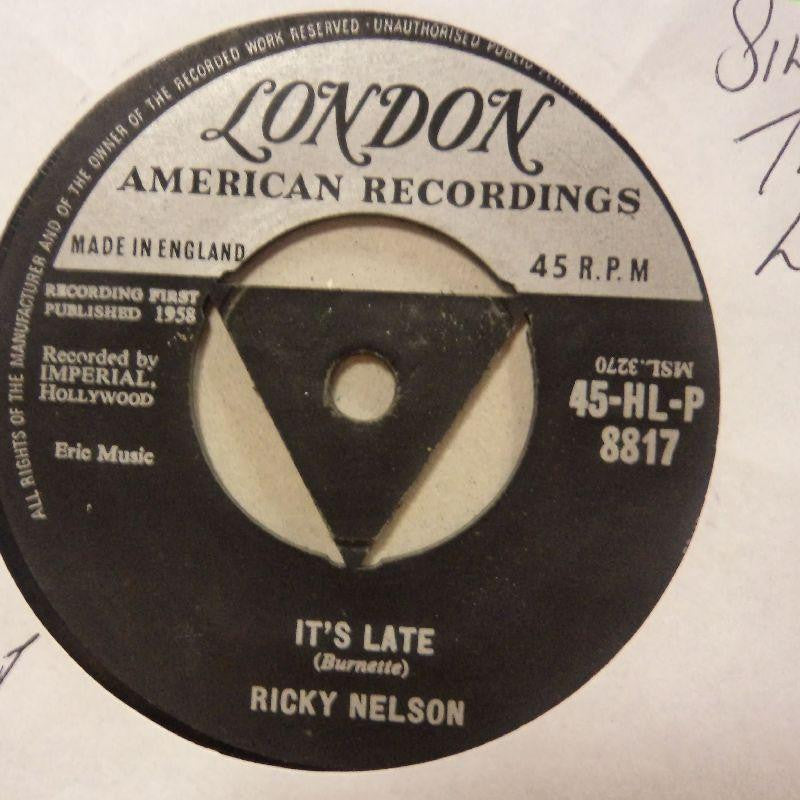 ALL RIGHTS OF THE MANUFACTURER AND OF THE OWNER OF THE RECORDED WORK RESERVED · UNAUTHORISED PUBLIC
LONDON
AMERICAN RECORDINGS
MADE IN ENGLAND
45 R.P.M
RECORDING FIRST
PUBLISHED 1958
Recorded by
IMPERIAL,
HOLLYWOOD
MSL.3270
45-HL-P
8817
Eric Music
IT'S LATE
(Burnette)
RICKY NELSON